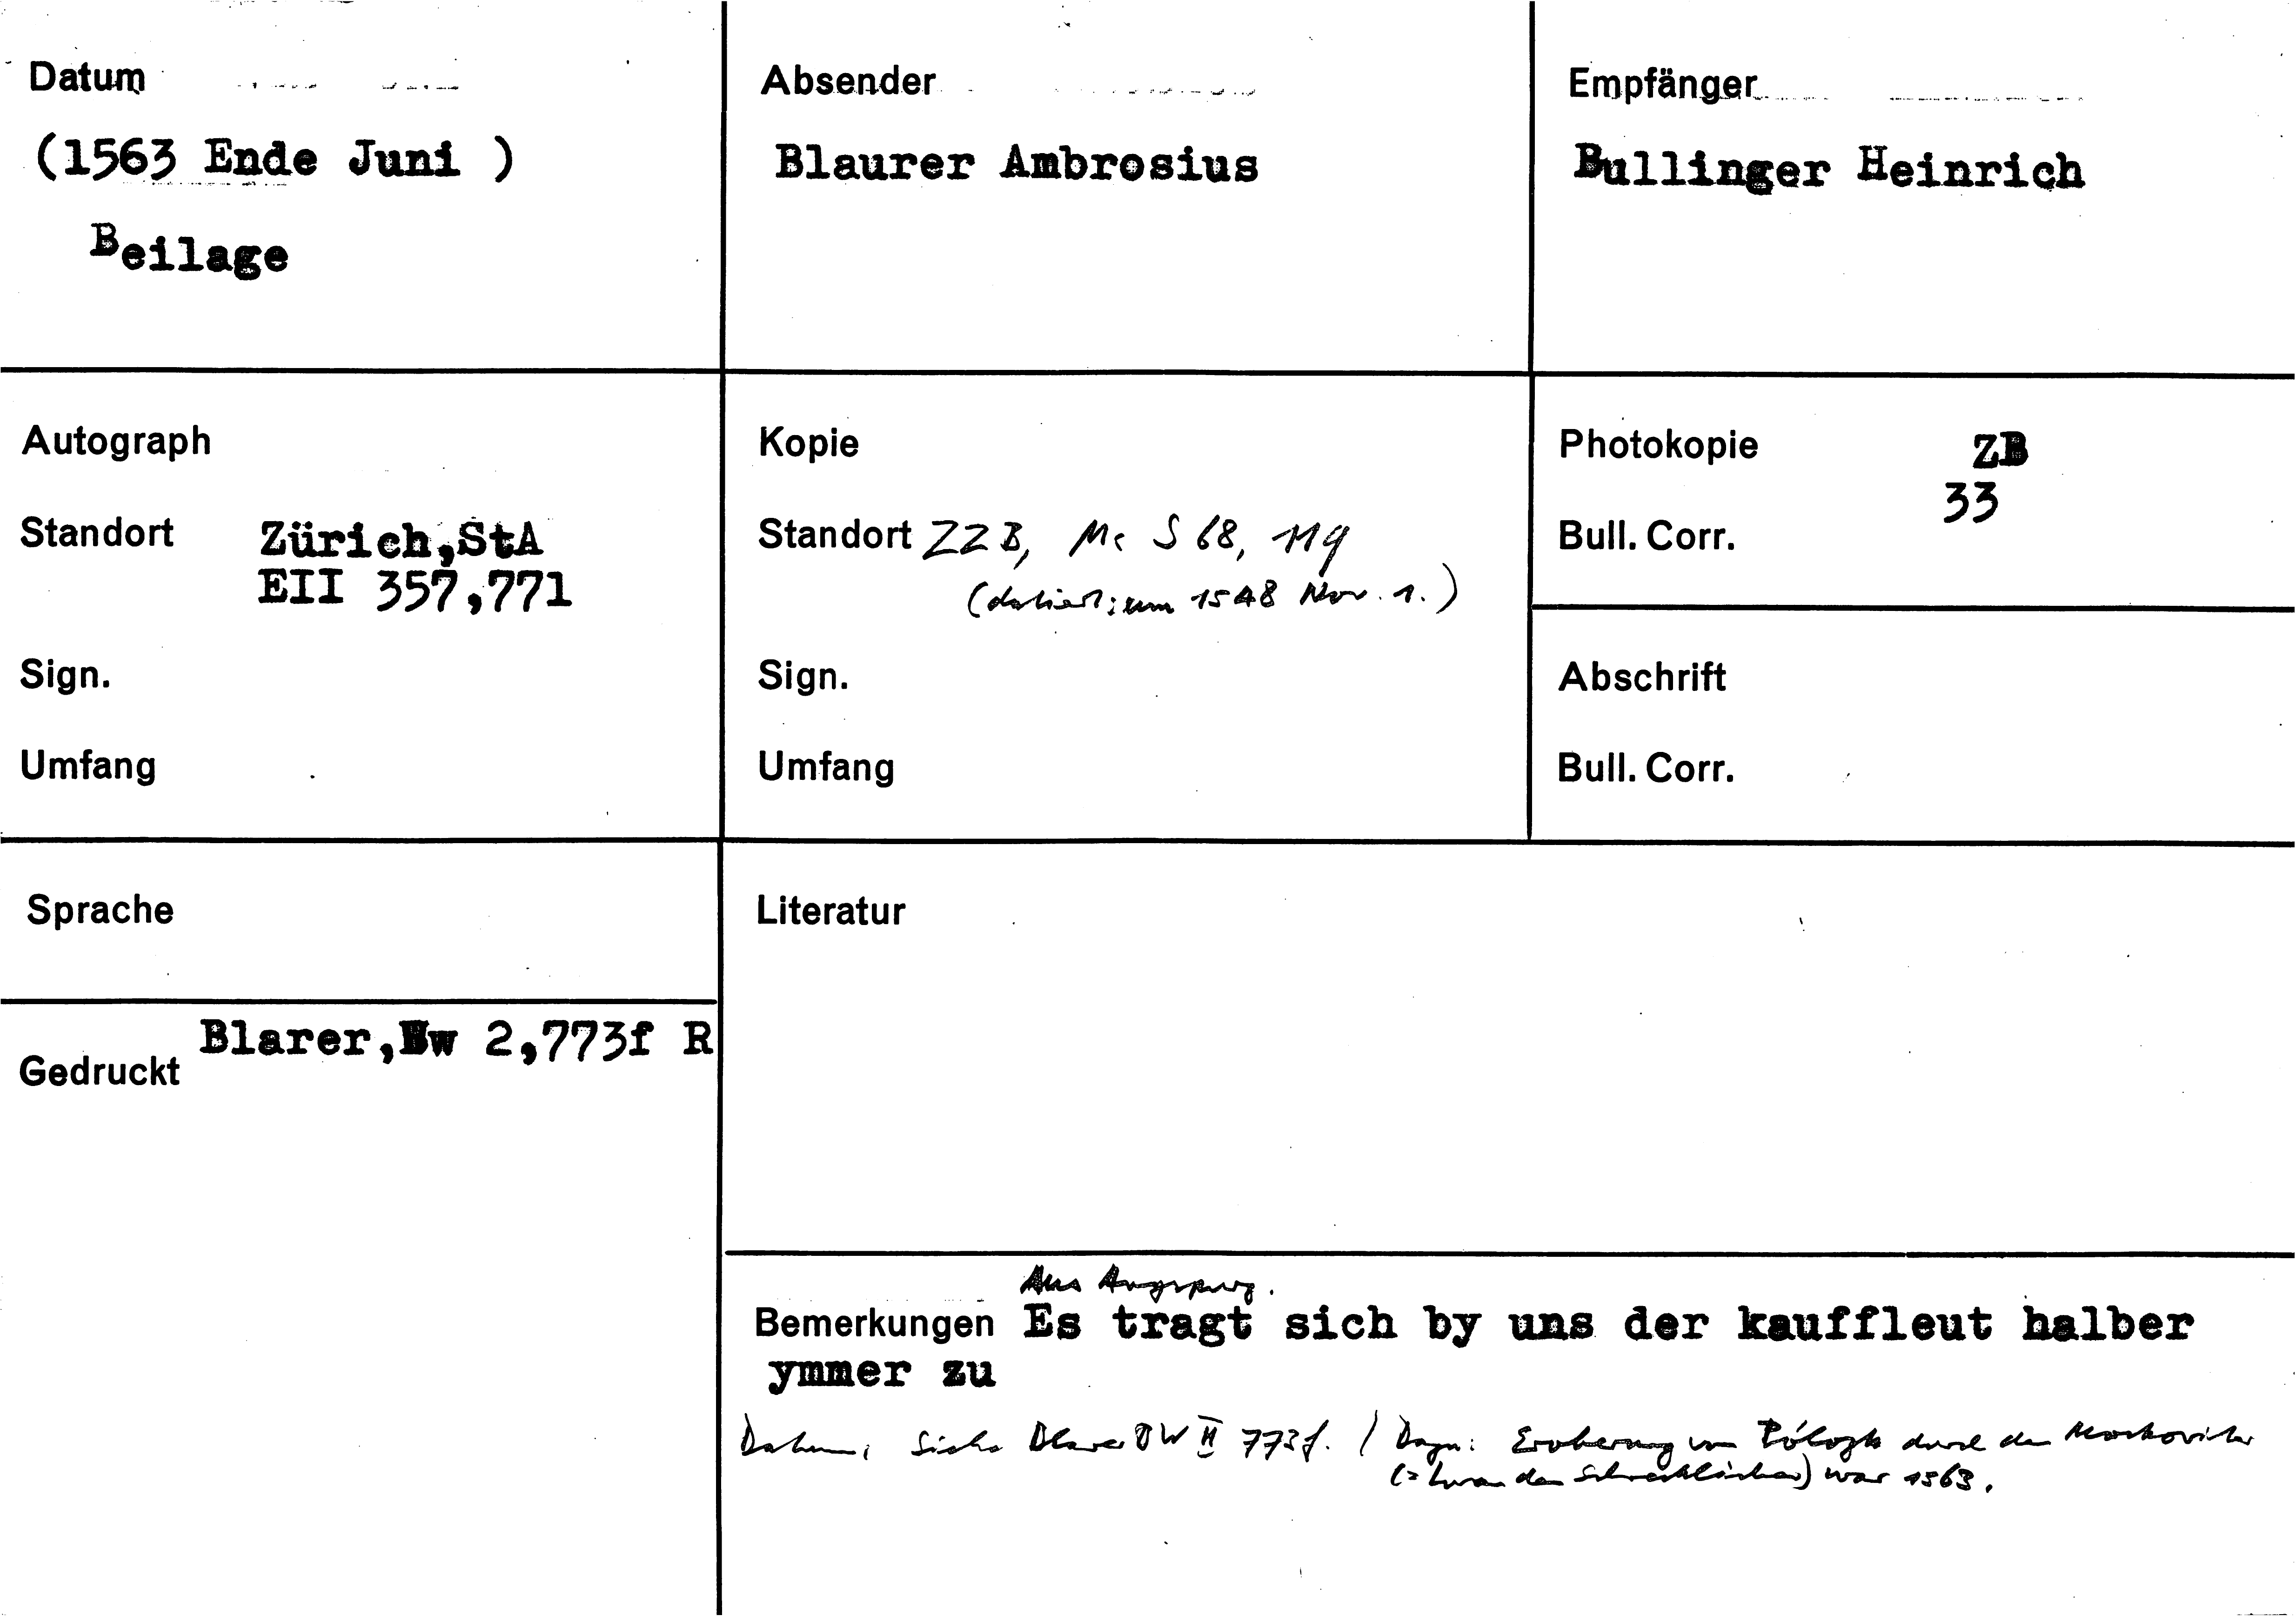 Datum
(1563 Ende Juni )
Beilage
Absender
Blaurer Ambrosius
Empfänger
Bullinger Heinrich
Autograph
Standort Zürich,StA
EII 357,771
Sign.
Umfang
Kopie
Standort ZZB, Ms S 68, 119
(datiert: um 1548 Nov. 1.)
Sign.
Umfang
Photokopie ZB
33
Bull. Corr.
Abschrift
Bull. Corr.
Sprache
Gedruckt Blarer,Bw 2,773f R
Literatur
Aus Augspurg.
Bemerkungen Es tragt sich by uns der kauffleut halber
ymmer zu
Datum: Siehe Blarer BW II 773f. / Dazu: Eroberung von Pólozk durch den Moskoviter
(= Iwan den Schrecklichen) war 1563.